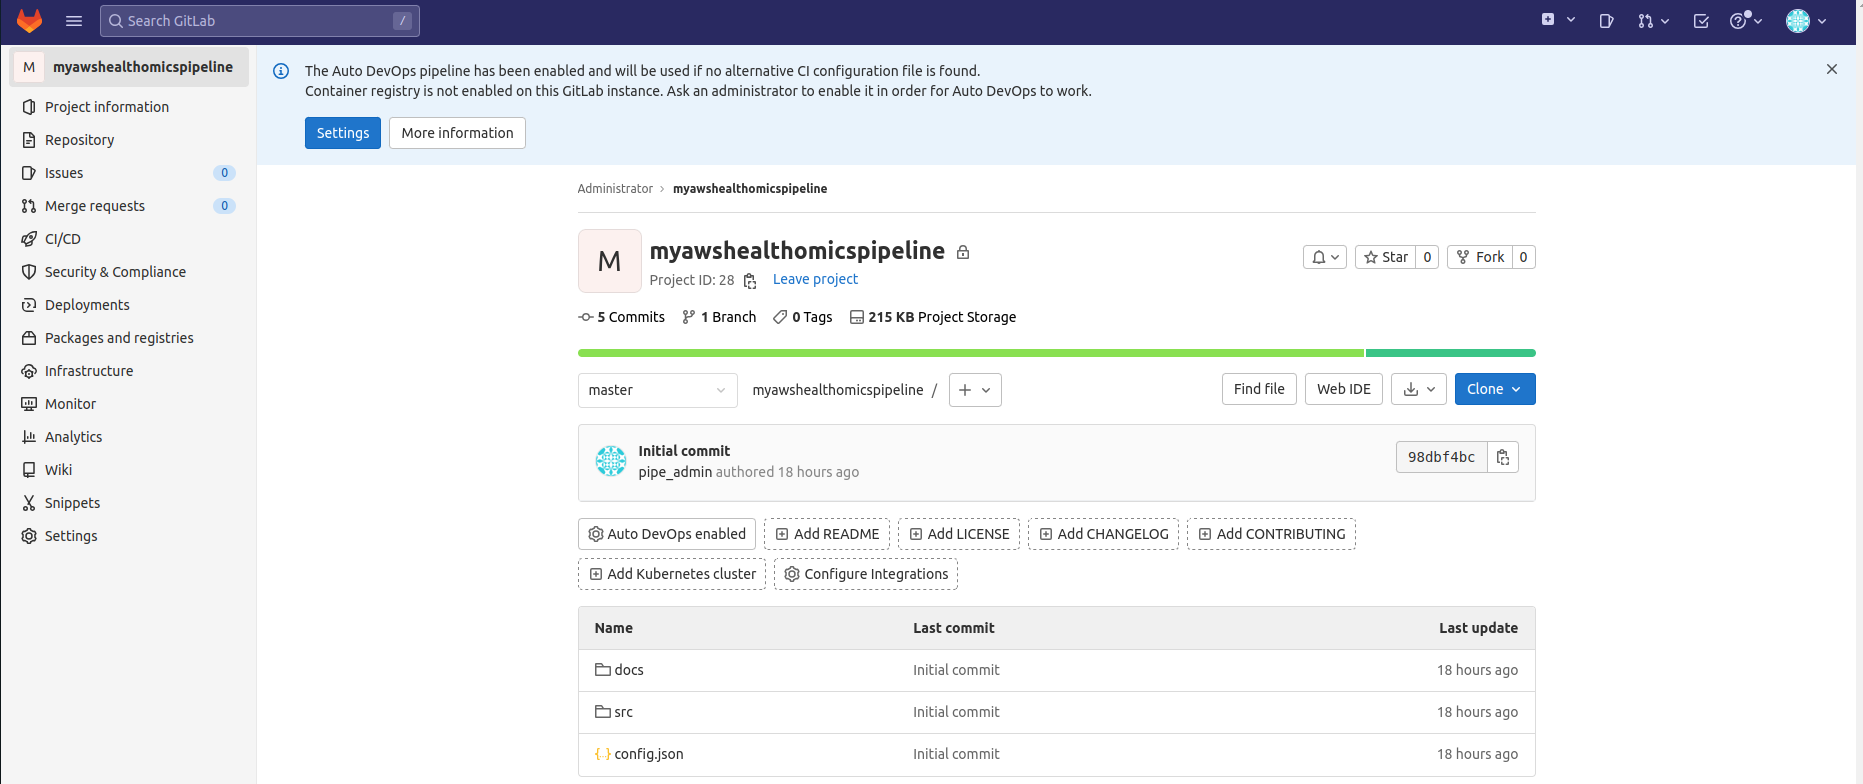 Search GitLab /
M myawshealthomicspipeline
Project information
Repository
Issues 0
Merge requests 0
CI/CD
Security & Compliance
Deployments
Packages and registries
Infrastructure
Monitor
Analytics
Wiki
Snippets
Settings
The Auto DevOps pipeline has been enabled and will be used if no alternative CI configuration file is found.
Container registry is not enabled on this GitLab instance. Ask an administrator to enable it in order for Auto DevOps to work.
Settings More information
Administrator › myawshealthomicspipeline
M
myawshealthomicspipeline
Project ID: 28 Leave project
Star 0 Fork 0
5 Commits 1 Branch 0 Tags 215 KB Project Storage
master myawshealthomicspipeline / + Find file Web IDE Clone
Initial commit
pipe_admin authored 18 hours ago
98dbf4bc
Auto DevOps enabled Add README Add LICENSE Add CHANGELOG Add CONTRIBUTING
Add Kubernetes cluster Configure Integrations
Name Last commit Last update
docs Initial commit 18 hours ago
src Initial commit 18 hours ago
config.json Initial commit 18 hours ago